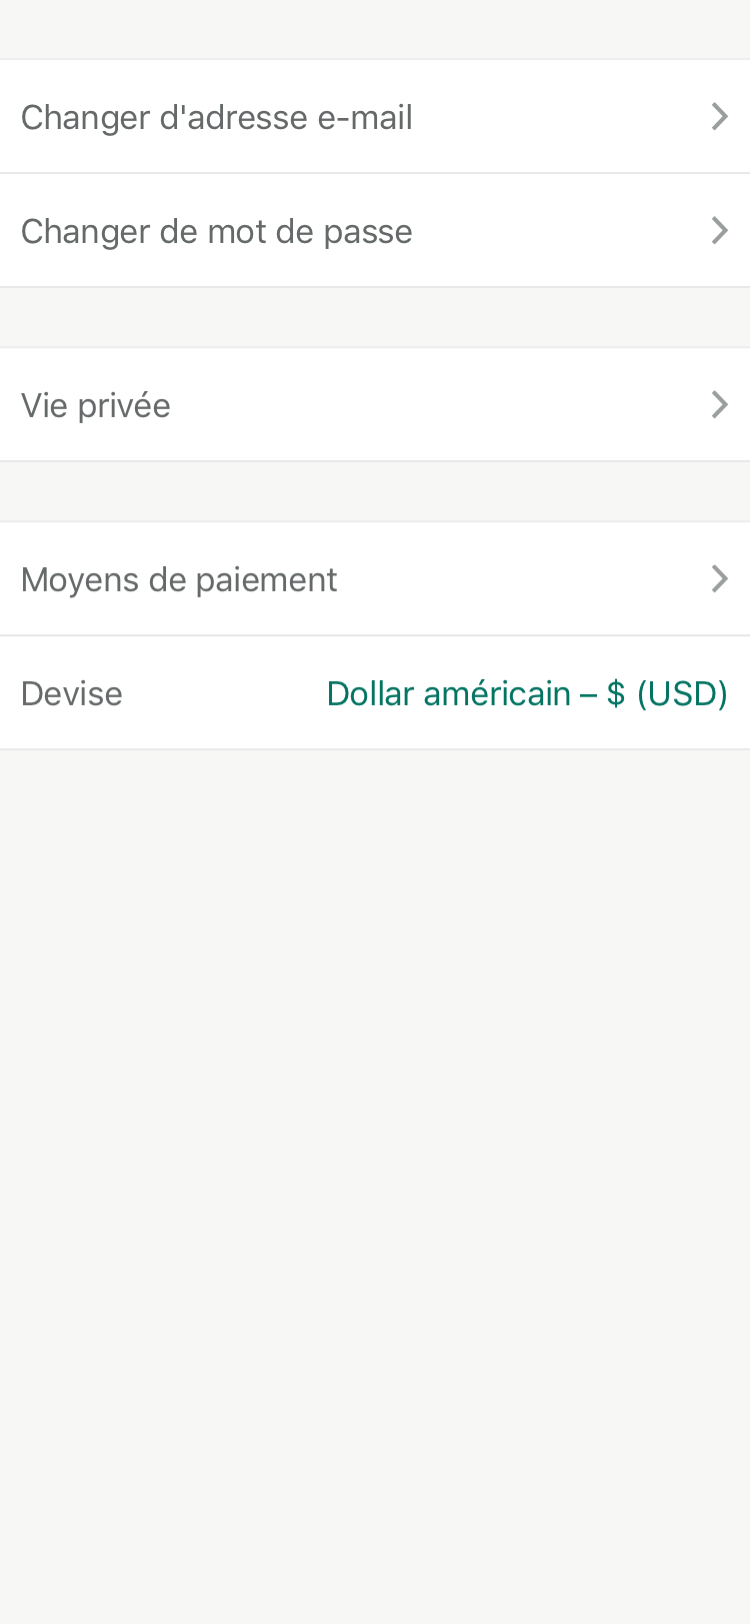 Changer d'adresse e-mail
Changer de mot de passe
Vie privée
Moyens de paiement
Devise Dollar américain – $ (USD)